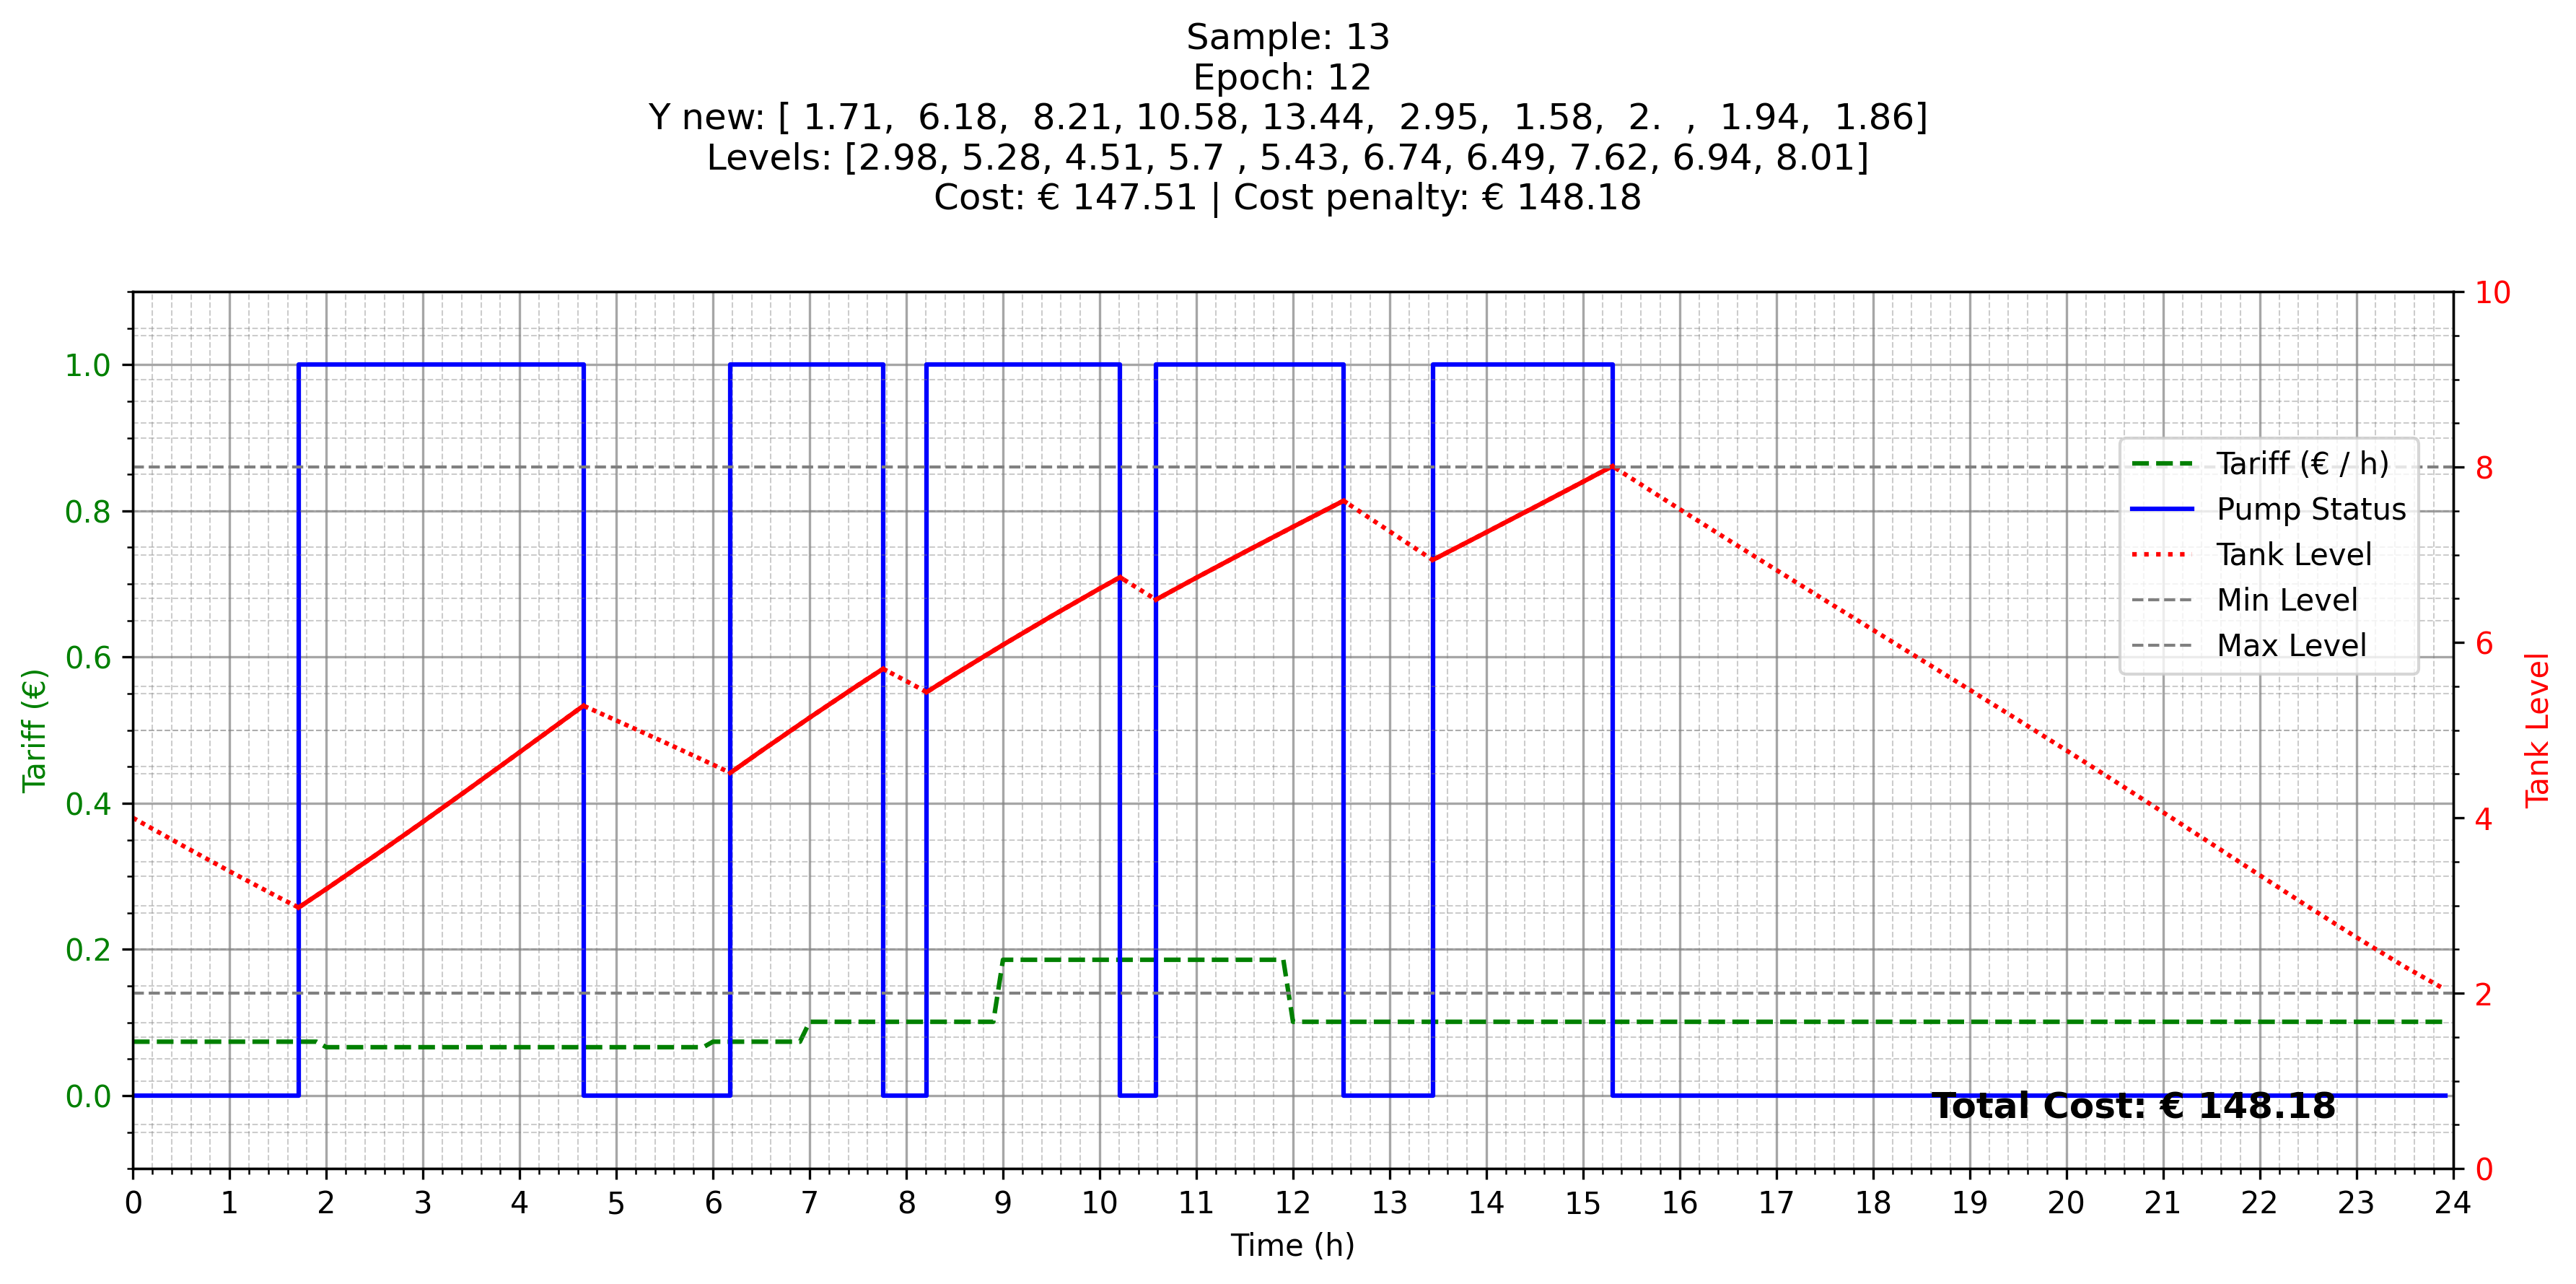 Sample: 13
Epoch: 12
Y new: [ 1.71,  6.18,  8.21, 10.58, 13.44,  2.95,  1.58,  2.  ,  1.94,  1.86]
Levels: [2.98, 5.28, 4.51, 5.7 , 5.43, 6.74, 6.49, 7.62, 6.94, 8.01]
Cost: € 147.51 | Cost penalty: € 148.18
10
1.0
8
0.8
6
0.6
0.4
4
0.2
2
0.0
0
Tariff (€)
Tank Level
Tariff (€ / h)
Pump Status
Tank Level
Min Level
Max Level
Total Cost: € 148.18
0 1 2 3 4 5 6 7 8 9 10 11 12 13 14 15 16 17 18 19 20 21 22 23 24
Time (h)